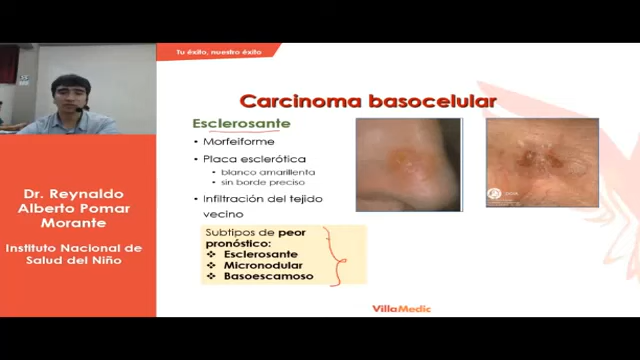 Tu éxito, nuestro éxito
Carcinoma basocelular
Esclerosante
• Morfeiforme
• Placa esclerótica
• blanco amarillenta
• sin borde preciso
• Infiltración del tejido
vecino
Subtipos de peor
pronóstico:
❖ Esclerosante
❖ Micronodular
❖ Basoescamoso
Dr. Reynaldo
Alberto Pomar
Morante
Instituto Nacional de
Salud del Niño
VillaMedic